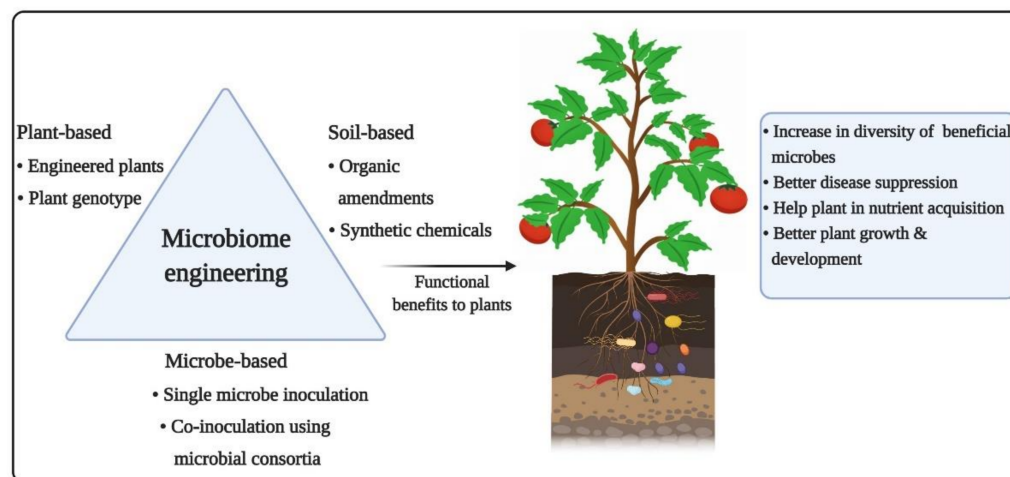 Plant-based
• Engineered plants
• Plant genotype
Soil-based
• Organic
amendments
• Synthetic chemicals
Microbiome
engineering
Functional
benefits to plants
Microbe-based
• Single microbe inoculation
• Co-inoculation using
microbial consortia
• Increase in diversity of beneficial
microbes
• Better disease suppression
• Help plant in nutrient acquisition
• Better plant growth &
development